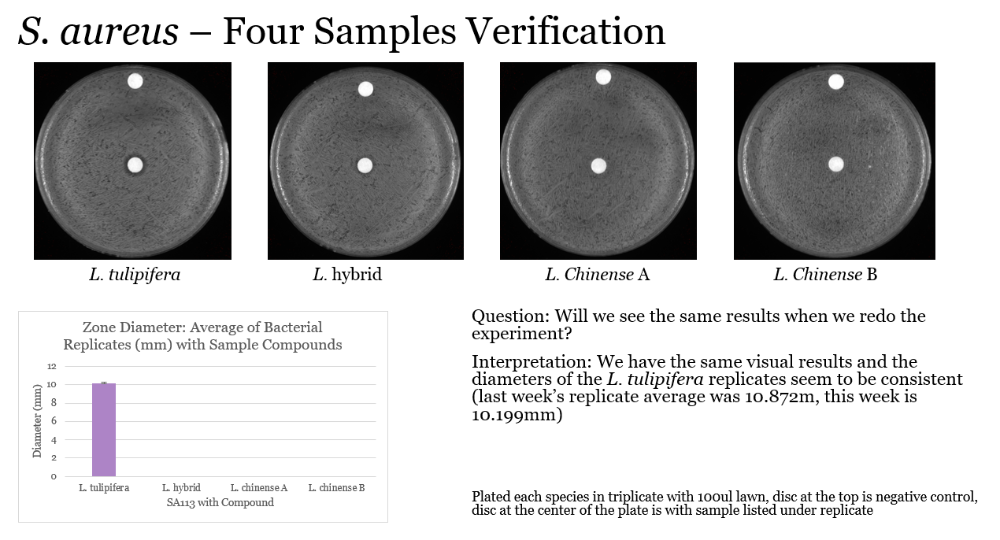 S. aureus – Four Samples Verification
L. tulipifera
L. hybrid
L. Chinense A
L. Chinense B
Zone Diameter: Average of Bacterial
Replicates (mm) with Sample Compounds
Diameter (mm)
12
10
8
6
4
2
0
L. tulipifera
L. hybrid
L. chinense A
L. chinense B
SA113 with Compound
Question: Will we see the same results when we redo the
experiment?
Interpretation: We have the same visual results and the
diameters of the L. tulipifera replicates seem to be consistent
(last week’s replicate average was 10.872m, this week is
10.199mm)
Plated each species in triplicate with 100ul lawn, disc at the top is negative control,
disc at the center of the plate is with sample listed under replicate